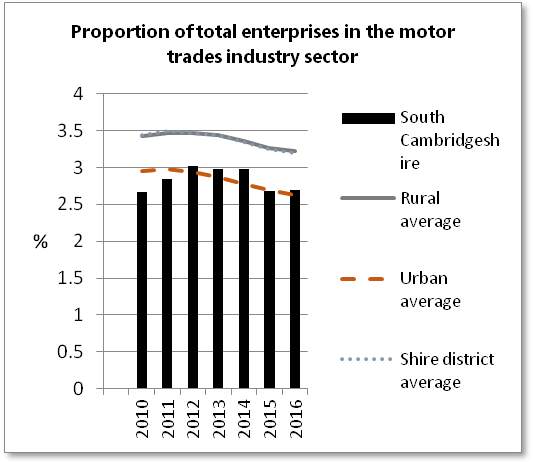 Proportion of total enterprises in the motor
trades industry sector
4
3.5
3
2.5
2
1.5
1
0.5
0
%
2010
2011
2012
2013
2014
2015
2016
South
Cambridgesh
ire
Rural
average
Urban
average
Shire district
average